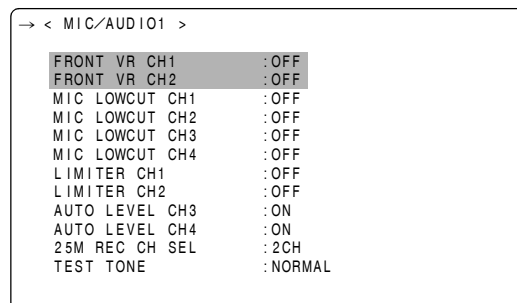 → < MIC/AUDIO1 >
FRONT VR CH1 :OFF
FRONT VR CH2 :OFF
MIC LOWCUT CH1 :OFF
MIC LOWCUT CH2 :OFF
MIC LOWCUT CH3 :OFF
MIC LOWCUT CH4 :OFF
LIMITER CH1 :OFF
LIMITER CH2 :OFF
AUTO LEVEL CH3 :ON
AUTO LEVEL CH4 :ON
25M REC CH SEL :2CH
TEST TONE :NORMAL